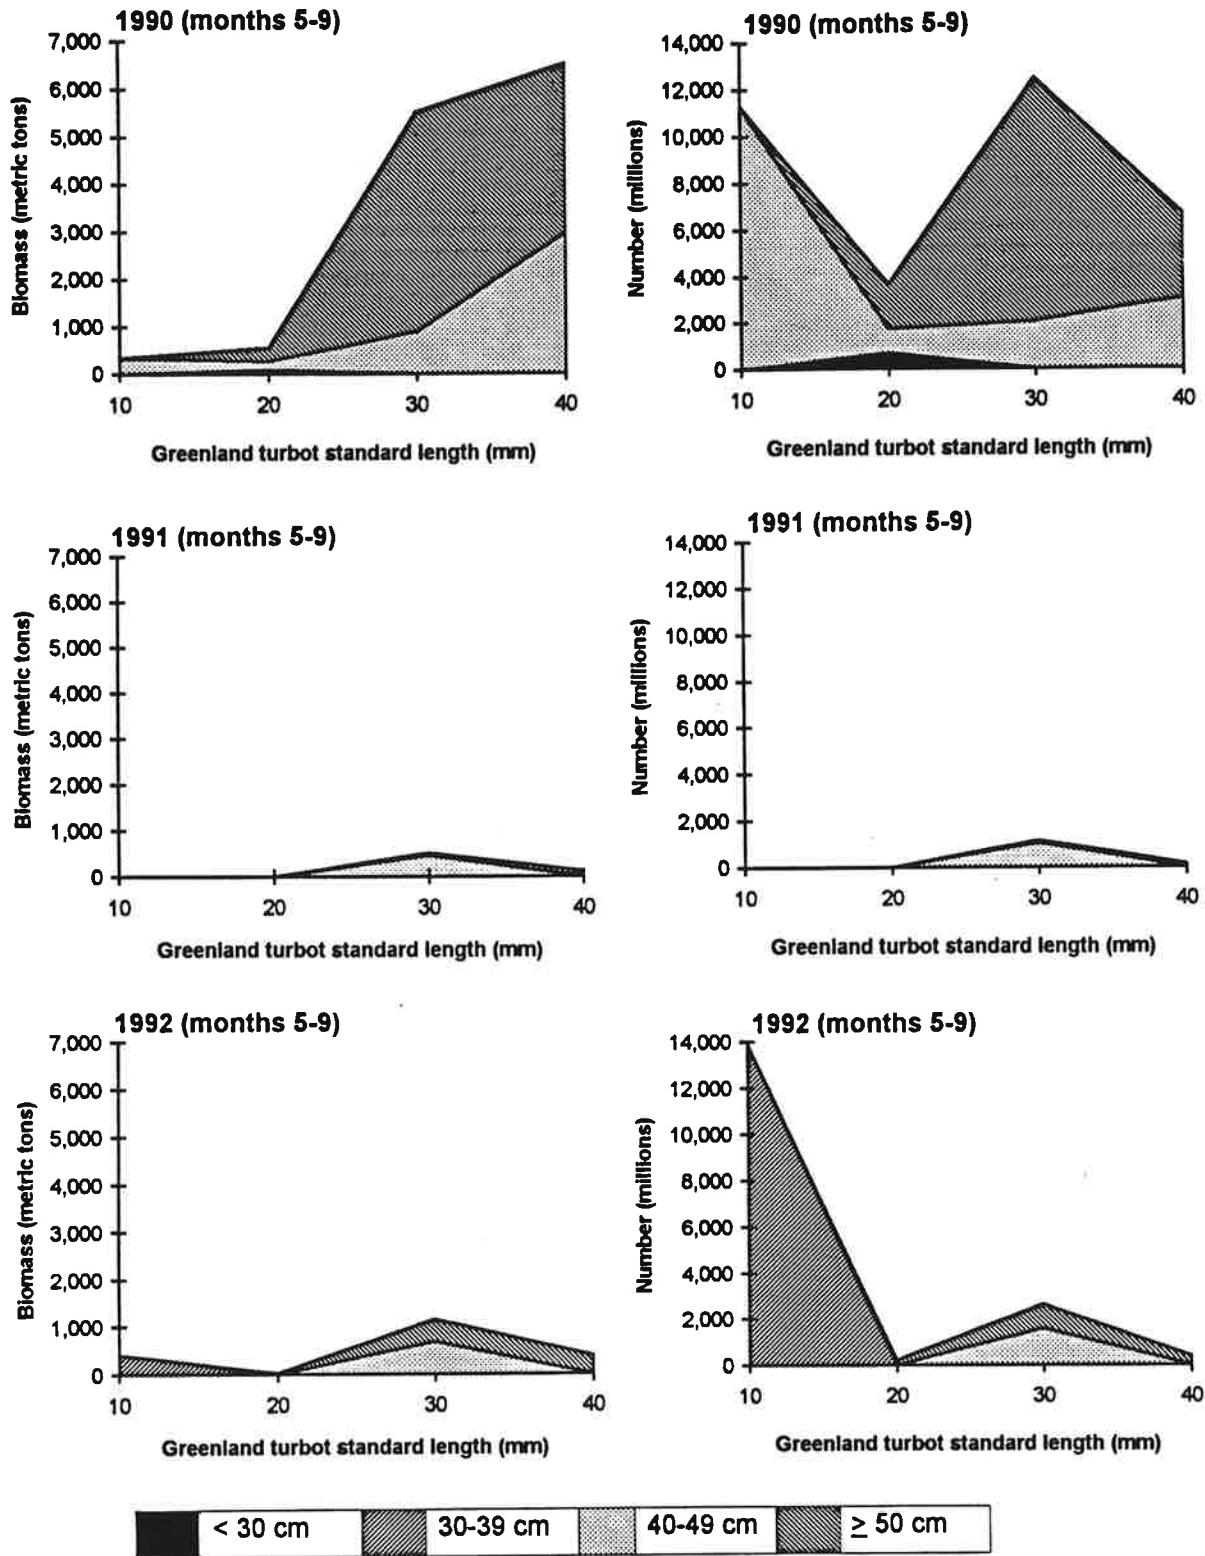 1990 (months 5-9)
7,000
6,000
5,000
4,000
3,000
2,000
1,000
0
Biomass (metric tons)
10 20 30 40
Greenland turbot standard length (mm)
1990 (months 5-9)
14,000
12,000
10,000
8,000
6,000
4,000
2,000
0
Number (millions)
10 20 30 40
Greenland turbot standard length (mm)
1991 (months 5-9)
7,000
6,000
5,000
4,000
3,000
2,000
1,000
0
Biomass (metric tons)
10 20 30 40
Greenland turbot standard length (mm)
1991 (months 5-9)
14,000
12,000
10,000
8,000
6,000
4,000
2,000
0
Number (millions)
10 20 30 40
Greenland turbot standard length (mm)
1992 (months 5-9)
7,000
6,000
5,000
4,000
3,000
2,000
1,000
0
Biomass (metric tons)
10 20 30 40
Greenland turbot standard length (mm)
1992 (months 5-9)
14,000
12,000
10,000
8,000
6,000
4,000
2,000
0
Number (millions)
10 20 30 40
Greenland turbot standard length (mm)
< 30 cm 30-39 cm 40-49 cm ≥ 50 cm